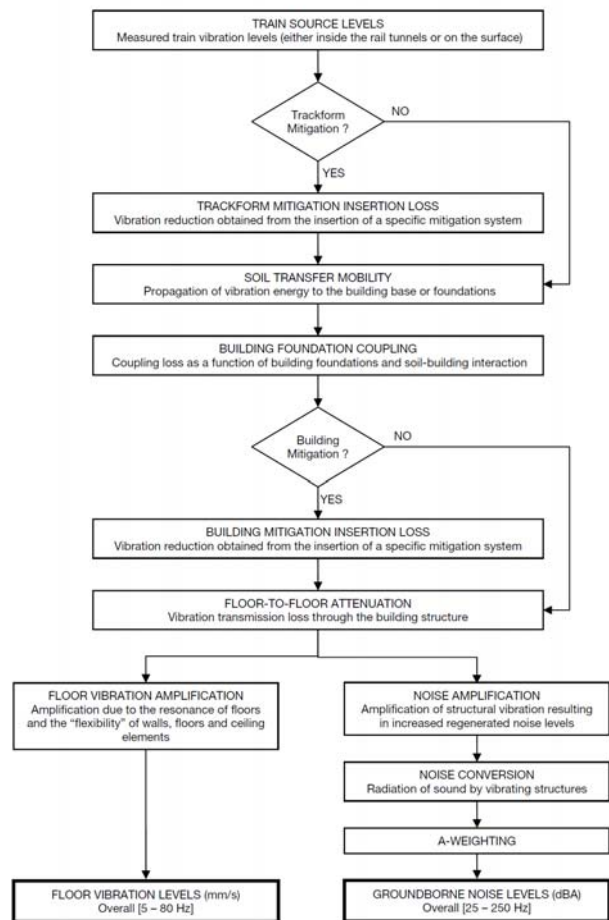 TRAIN SOURCE LEVELS
Measured train vibration levels (either inside the rail tunnels or on the surface)
Trackform
Mitigation ?
NO
YES
TRACKFORM MITIGATION INSERTION LOSS
Vibration reduction obtained from the insertion of a specific mitigation system
SOIL TRANSFER MOBILITY
Propagation of vibration energy to the building base or foundations
BUILDING FOUNDATION COUPLING
Coupling loss as a function of building foundations and soil-building interaction
Building
Mitigation ?
NO
YES
BUILDING MITIGATION INSERTION LOSS
Vibration reduction obtained from the insertion of a specific mitigation system
FLOOR-TO-FLOOR ATTENUATION
Vibration transmission loss through the building structure
FLOOR VIBRATION AMPLIFICATION
Amplification due to the resonance of floors
and the “flexibility” of walls, floors and ceiling
elements
NOISE AMPLIFICATION
Amplification of structural vibration resulting
in increased regenerated noise levels
NOISE CONVERSION
Radiation of sound by vibrating structures
A-WEIGHTING
FLOOR VIBRATION LEVELS (mm/s)
Overall [5 – 80 Hz]
GROUNDBORNE NOISE LEVELS (dBA)
Overall [25 – 250 Hz]